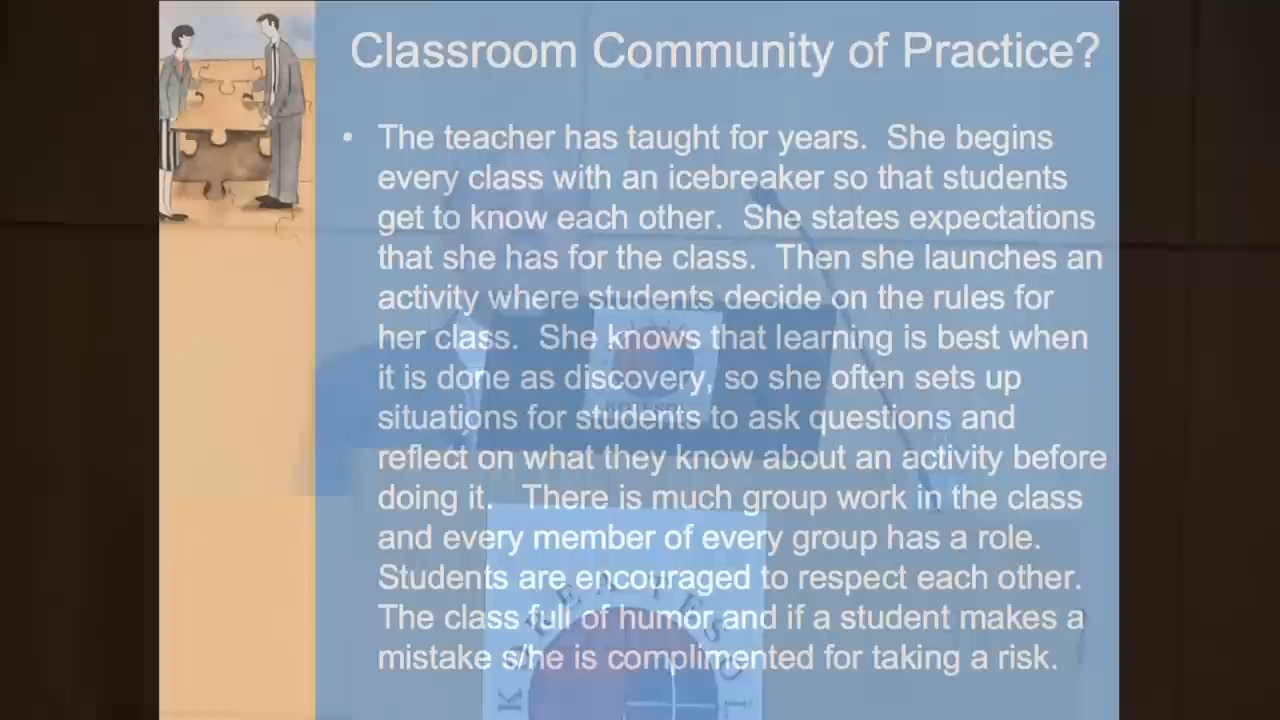 Classroom Community of Practice?
• The teacher has taught for years.  She begins
every class with an icebreaker so that students
get to know each other.  She states expectations
that she has for the class.  Then she launches an
activity where students decide on the rules for
her class.  She knows that learning is best when
it is done as discovery, so she often sets up
situations for students to ask questions and
reflect on what they know about an activity before
doing it.   There is much group work in the class
and every member of every group has a role.
Students are encouraged to respect each other.
The class full of humor and if a student makes a
mistake s/he is complimented for taking a risk.